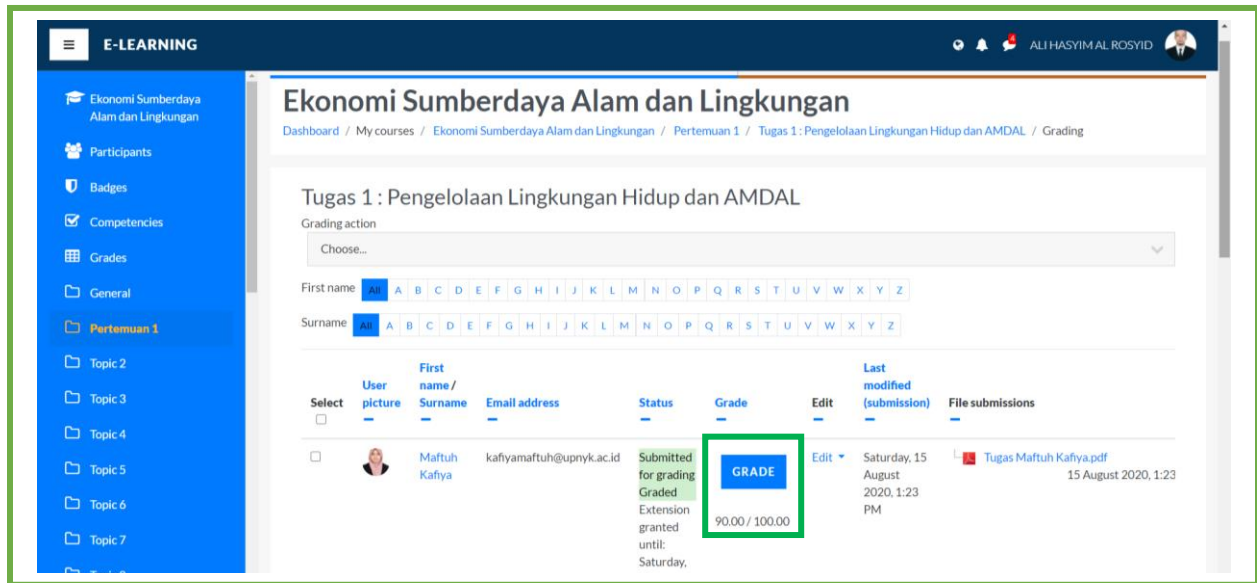 E-LEARNING
4
ALI HASYIM AL ROSYID
Ekonomi Sumberdaya
Alam dan Lingkungan
Participants
Badges
Competencies
Grades
General
Pertemuan 1
Topic 2
Topic 3
Topic 4
Topic 5
Topic 6
Topic 7
Ekonomi Sumberdaya Alam dan Lingkungan
Dashboard / My courses / Ekonomi Sumberdaya Alam dan Lingkungan / Pertemuan 1 / Tugas 1 : Pengelolaan Lingkungan Hidup dan AMDAL / Grading
Tugas 1 : Pengelolaan Lingkungan Hidup dan AMDAL
Grading action
Choose...
First name All A B C D E F G H I J K L M N O P Q R S T U V W X Y Z
Surname All A B C D E F G H I J K L M N O P Q R S T U V W X Y Z
Select
User
picture
First
name /
Surname
Email address
Status
Grade
Edit
Last
modified
(submission)
File submissions
Maftuh
Kafiya
kafiyamaftuh@upnyk.ac.id
Submitted
for grading
Graded
Extension
granted
until:
Saturday,
GRADE
90.00 / 100.00
Edit
Saturday, 15
August
2020, 1:23
PM
Tugas Maftuh Kafiya.pdf
15 August 2020, 1:23